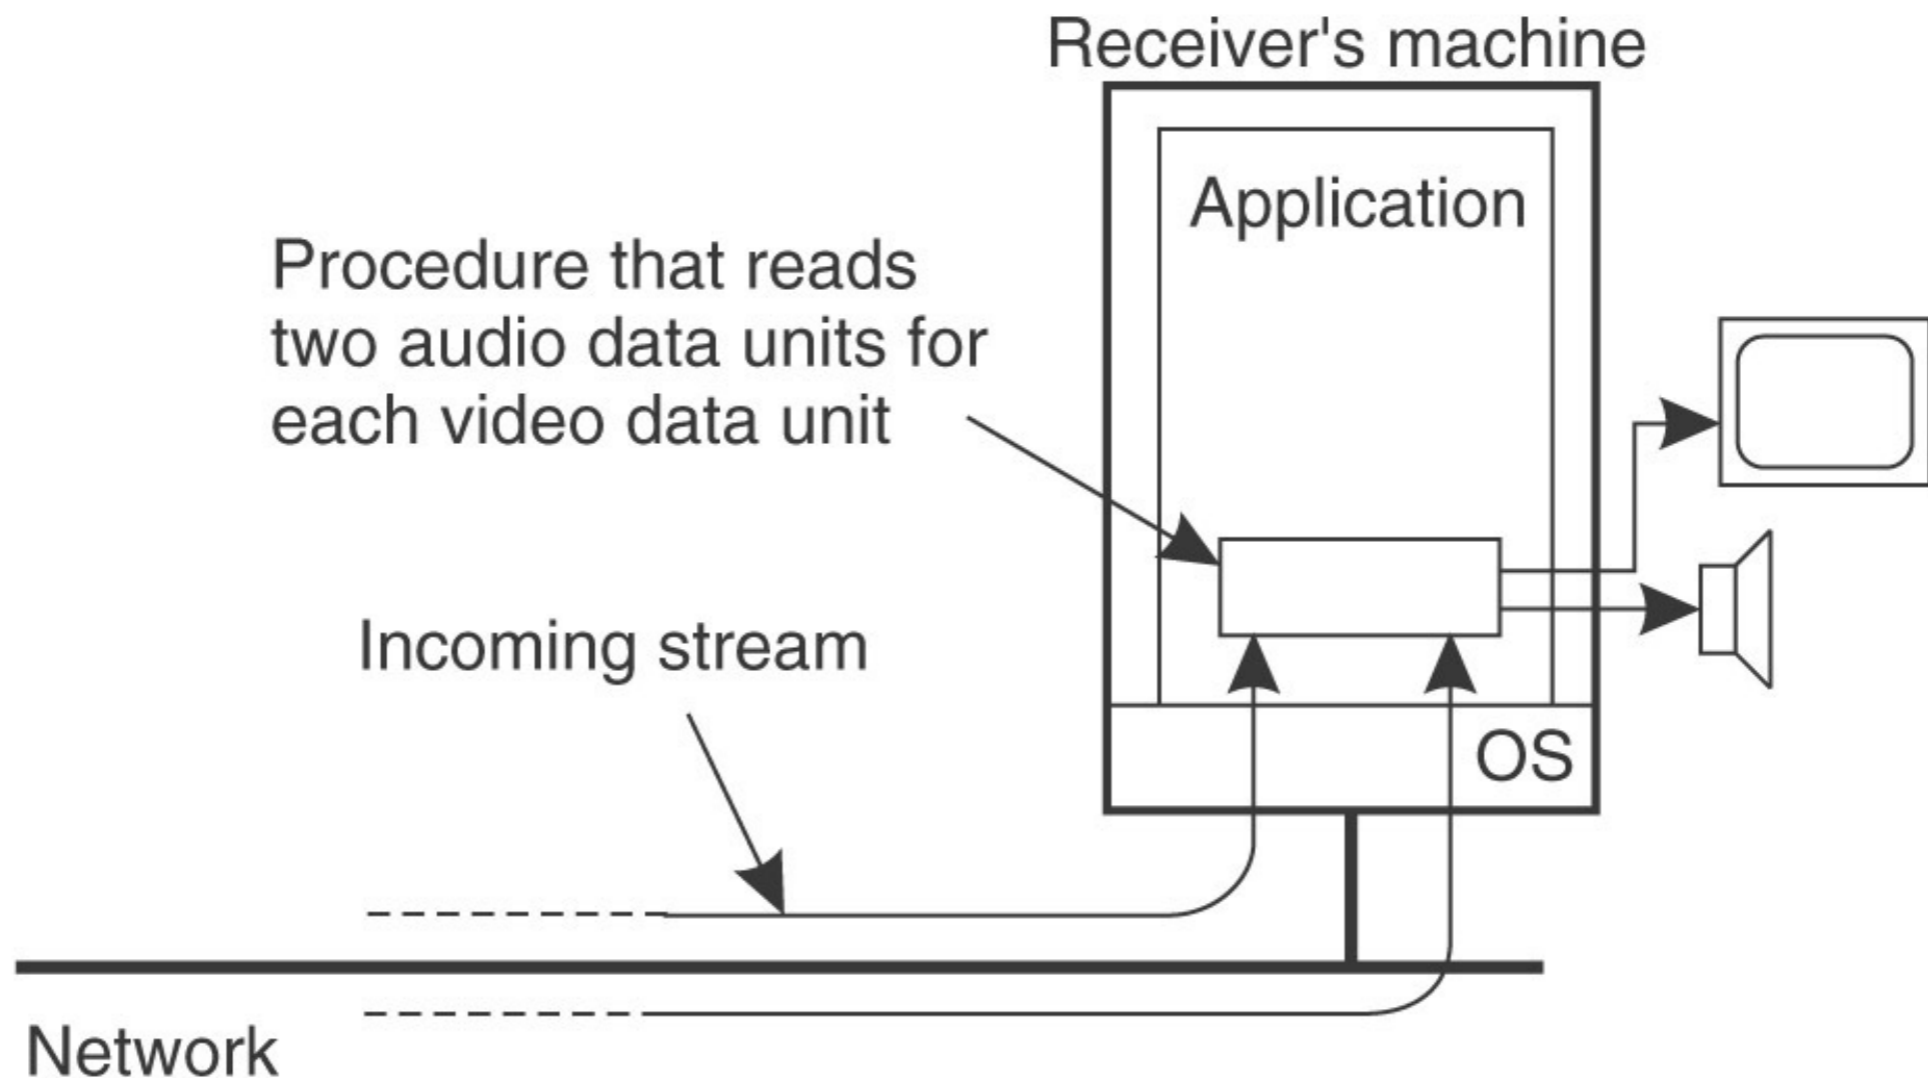 Receiver's machine
Application
Procedure that reads
two audio data units for
each video data unit
Incoming stream
OS
Network